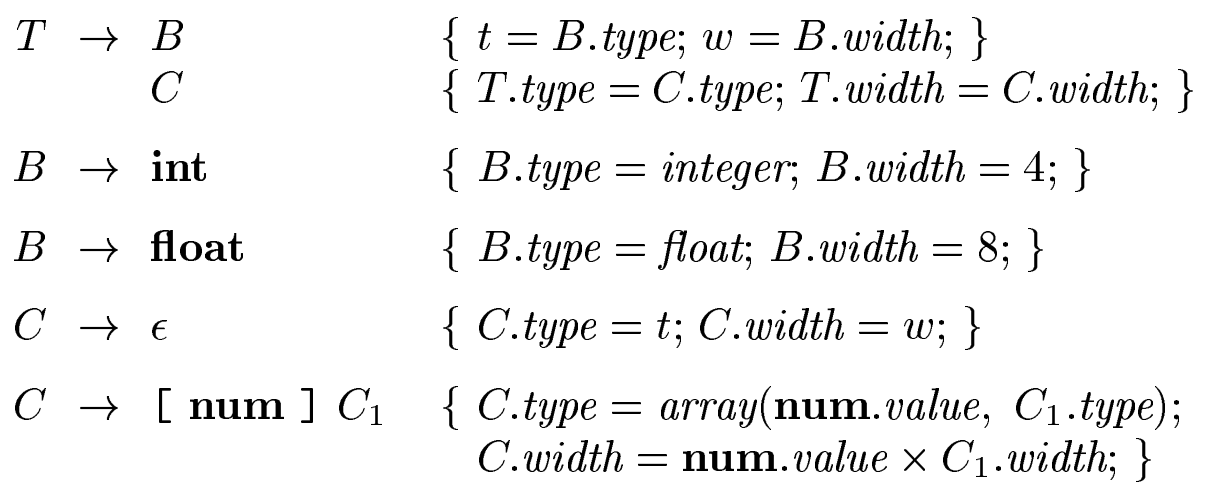 T → B { t = B.type; w = B.width; }
C { T.type = C.type; T.width = C.width; }
B → int { B.type = integer; B.width = 4; }
B → float { B.type = float; B.width = 8; }
C → ϵ { C.type = t; C.width = w; }
C → [ num ] C₁ { C.type = array(num.value, C₁.type);
C.width = num.value × C₁.width; }